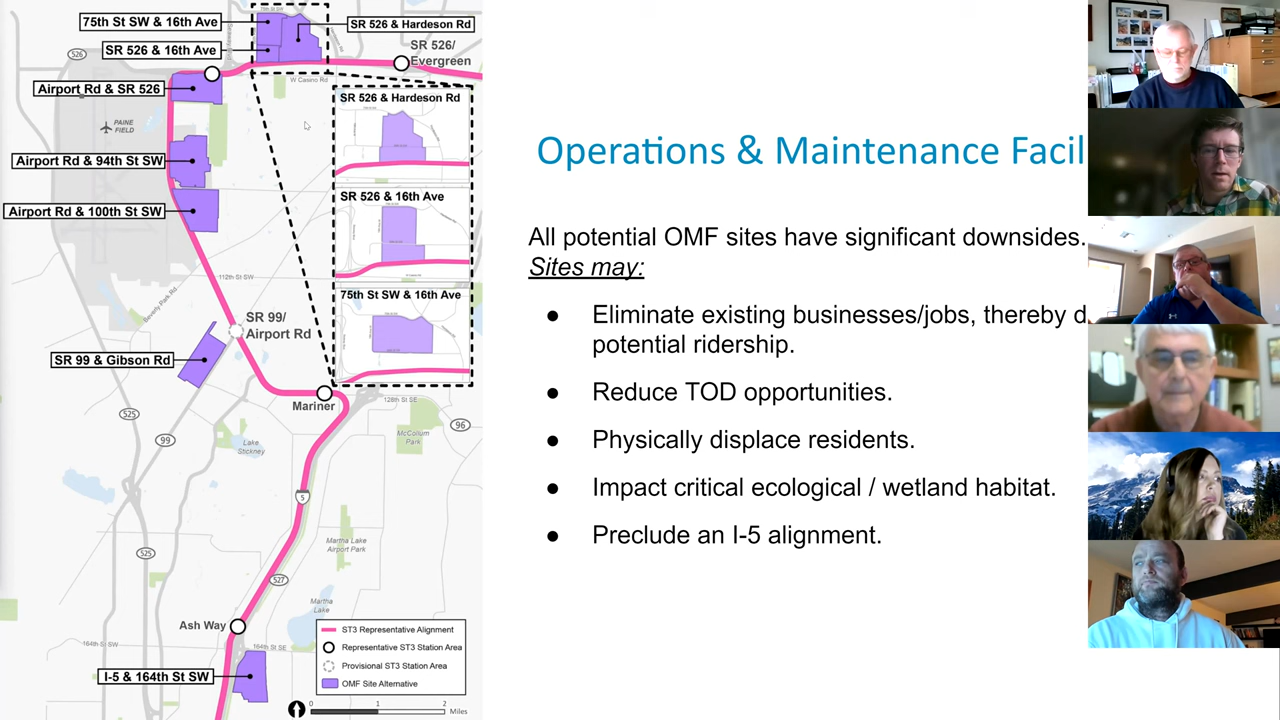 75th St SW & 16th Ave
SR 526 & Hardeson Rd
SR 526 & 16th Ave
SR 526/
Evergreen
526
W Casino Rd
Airport Rd & SR 526
SR 526 & Hardeson Rd
PAINE
FIELD
Airport Rd & 94th St SW
SR 526 & 16th Ave
Airport Rd & 100th St SW
112th St SW
Beverly Park Rd
75th St SW & 16th Ave
SR 99/
Airport Rd
SR 99 & Gibson Rd
Mariner
128th St SE
525
99
96
McCollum
Park
Lake
Stickney
5
525
Martha Lake
Airport Park
527
Martha
Lake
Ash Way
164th St SW
164th St SE
I-5 & 164th St SW
ST3 Representative Alignment
Representative ST3 Station Area
Provisional ST3 Station Area
OMF Site Alternative
0 1 2
Miles
Operations & Maintenance Facil
All potential OMF sites have significant downsides.
Sites may:
● Eliminate existing businesses/jobs, thereby d
potential ridership.
● Reduce TOD opportunities.
● Physically displace residents.
● Impact critical ecological / wetland habitat.
● Preclude an I-5 alignment.